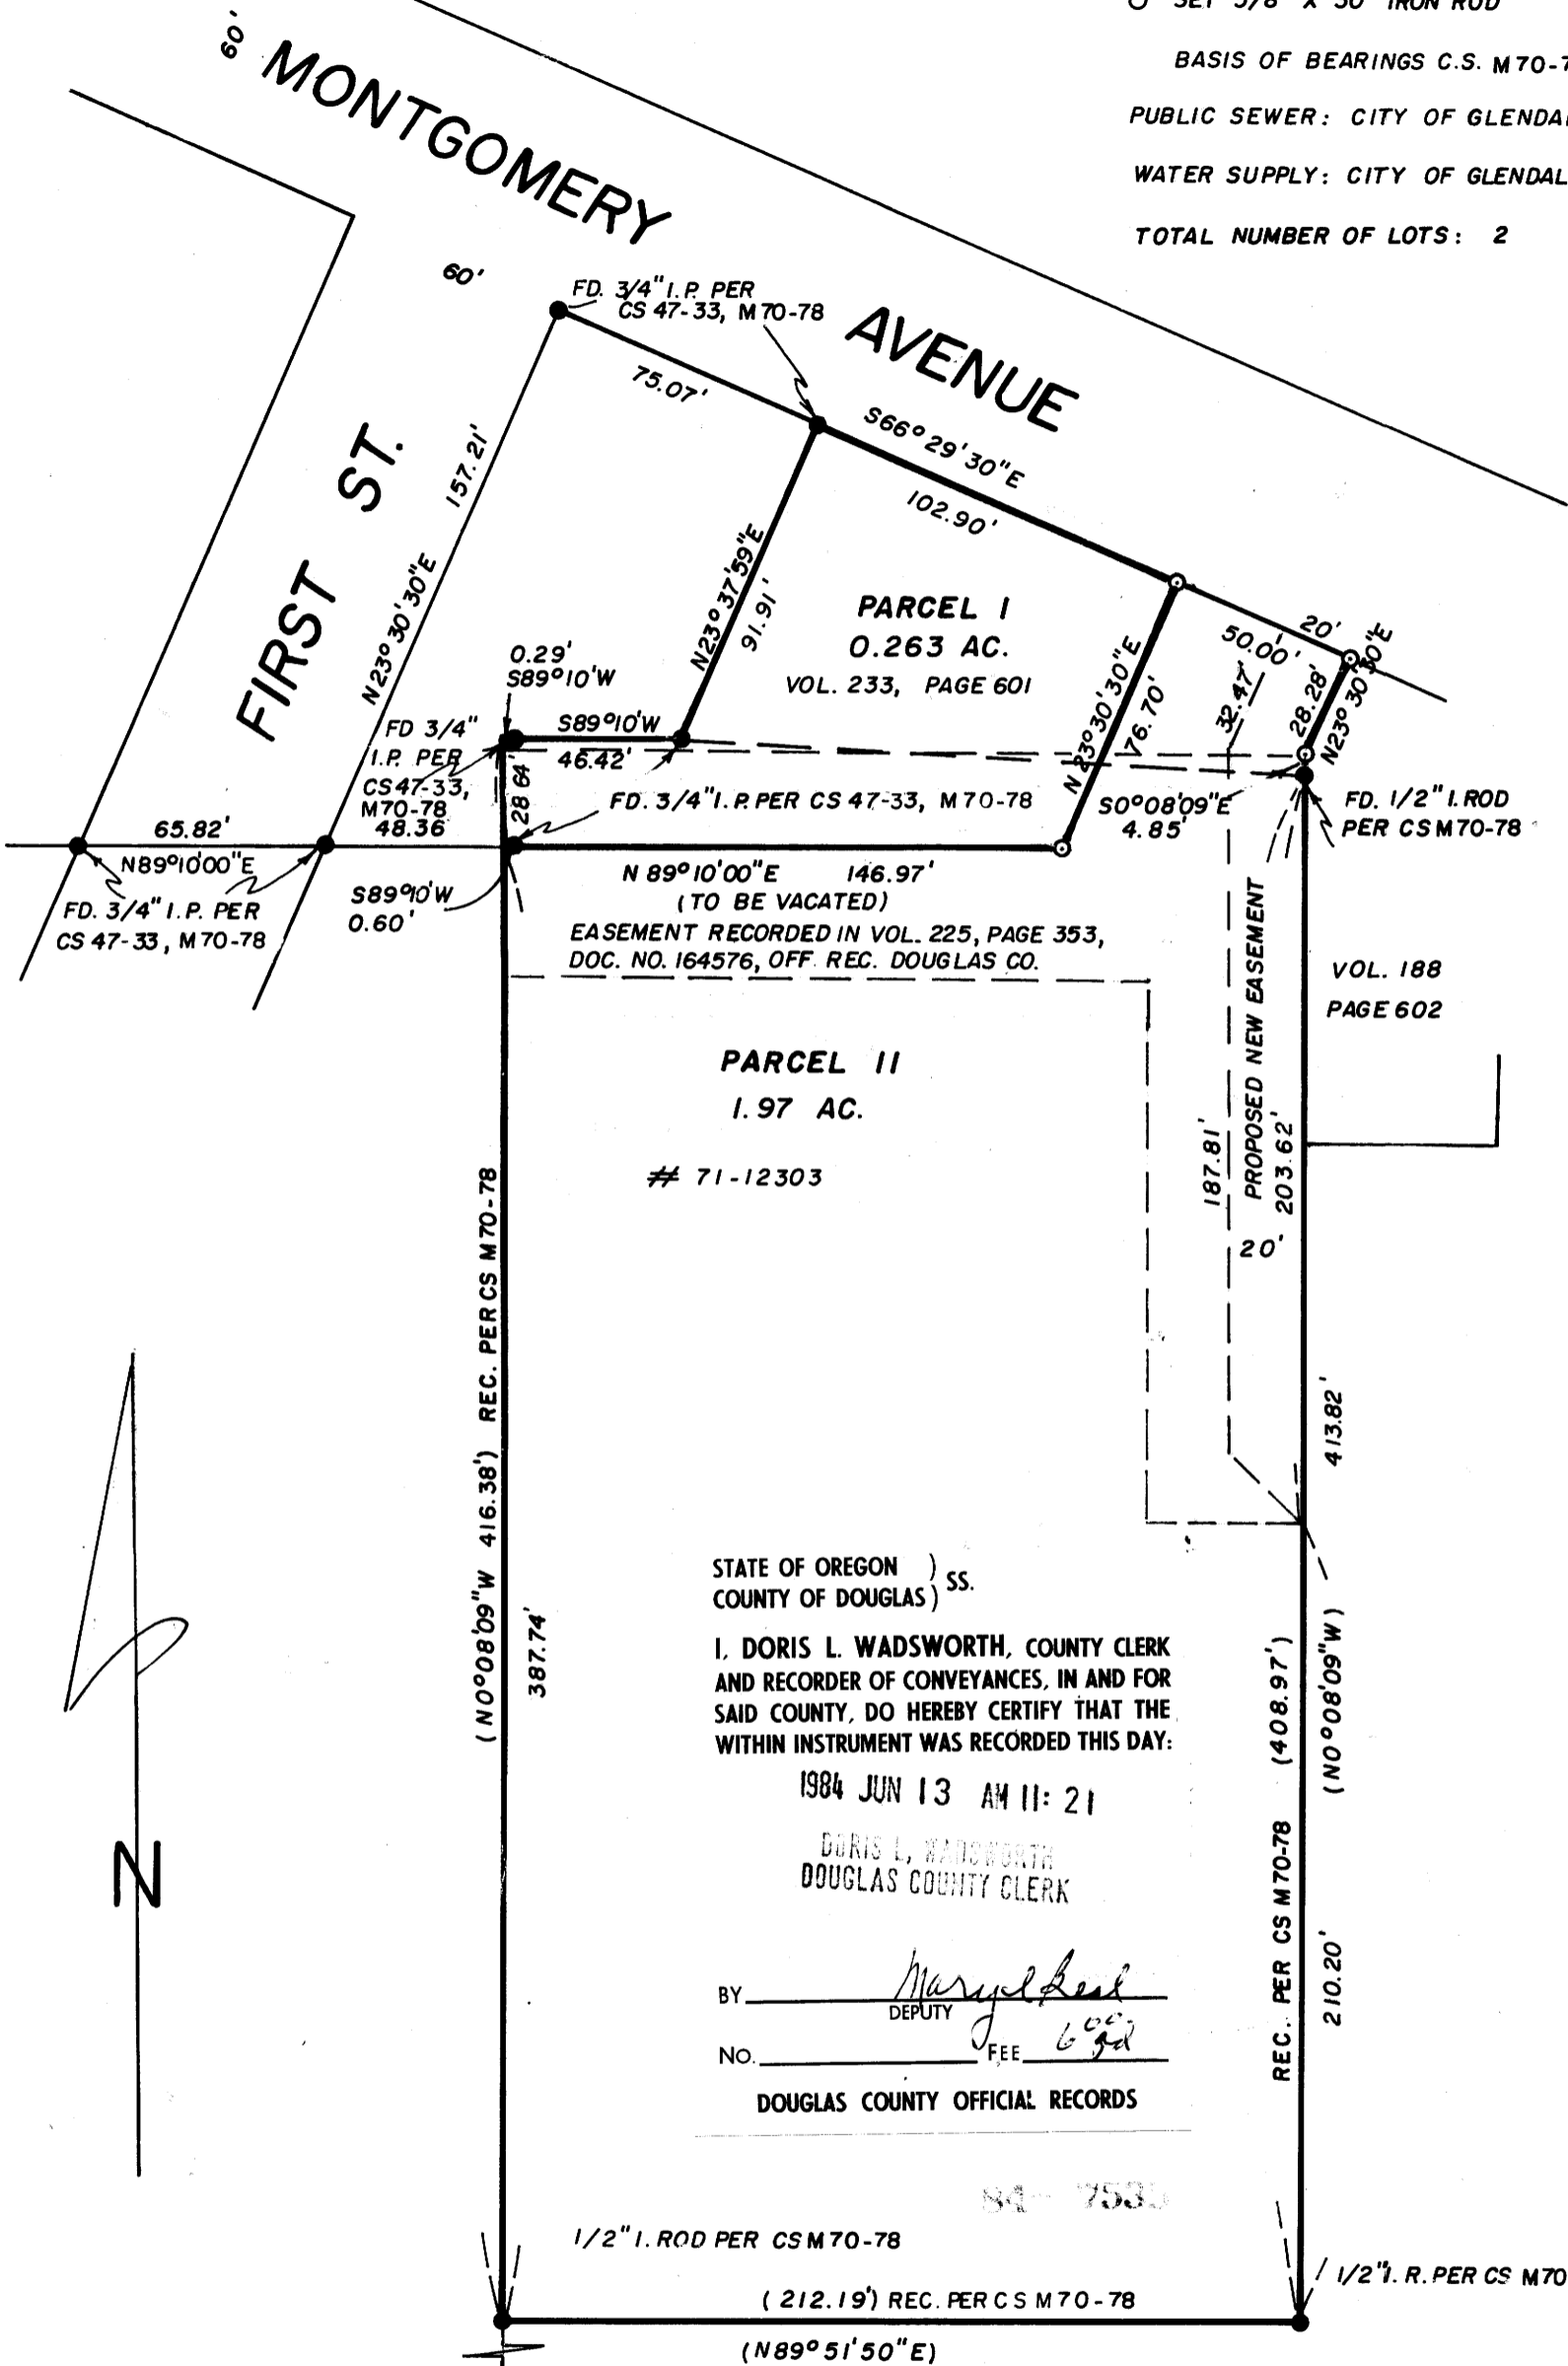 SET 5/8" X 30" IRON ROD
BASIS OF BEARINGS C.S. M70-7
PUBLIC SEWER: CITY OF GLENDA
WATER SUPPLY: CITY OF GLENDAL
TOTAL NUMBER OF LOTS: 2
60'
MONTGOMERY
AVENUE
60'
FD. 3/4" I.P. PER
CS 47-33, M70-78
75.07'
S66°29'30"E
102.90'
FIRST ST.
157.21'
N23°30'30"E
N23°37'59"E
91.91'
PARCEL I
0.263 AC.
VOL. 233, PAGE 601
N23°30'30"E
76.70'
50.00'
20'
32.47'
28.28'
N23°30'30"E
0.29'
S89°10'W
S89°10'W
46.42'
FD 3/4"
I.P. PER
CS47-33,
M70-78
48.36
28.64'
FD. 3/4" I.P. PER CS 47-33, M70-78
S0°08'09"E
4.85'
FD. 1/2" I.ROD
PER CSM70-78
65.82'
N89°10'00"E
FD. 3/4" I.P. PER
CS 47-33, M70-78
S89°10'W
0.60'
N 89°10'00"E 146.97'
(TO BE VACATED)
EASEMENT RECORDED IN VOL. 225, PAGE 353,
DOC. NO. 164576, OFF. REC. DOUGLAS CO.
VOL. 188
PAGE 602
PARCEL II
1.97 AC.
# 71-12303
187.81'
PROPOSED NEW EASEMENT
203.62'
20'
(N0°08'09"W 416.38') REC. PER CS M70-78
387.74'
413.82'
(N0°08'09"W)
REC. PER CS M70-78 (408.97')
210.20'
N
STATE OF OREGON )
COUNTY OF DOUGLAS) SS.
I, DORIS L. WADSWORTH, COUNTY CLERK
AND RECORDER OF CONVEYANCES, IN AND FOR
SAID COUNTY, DO HEREBY CERTIFY THAT THE
WITHIN INSTRUMENT WAS RECORDED THIS DAY:
1984 JUN 13 AM 11:21
DORIS L, WADSWORTH
DOUGLAS COUNTY CLERK
BY
DEPUTY
NO. FEE 6
DOUGLAS COUNTY OFFICIAL RECORDS
84-
1/2" I. ROD PER CSM70-78
1/2" I. R. PER CS M70
(212.19') REC. PER CS M70-78
(N89°51'50"E)